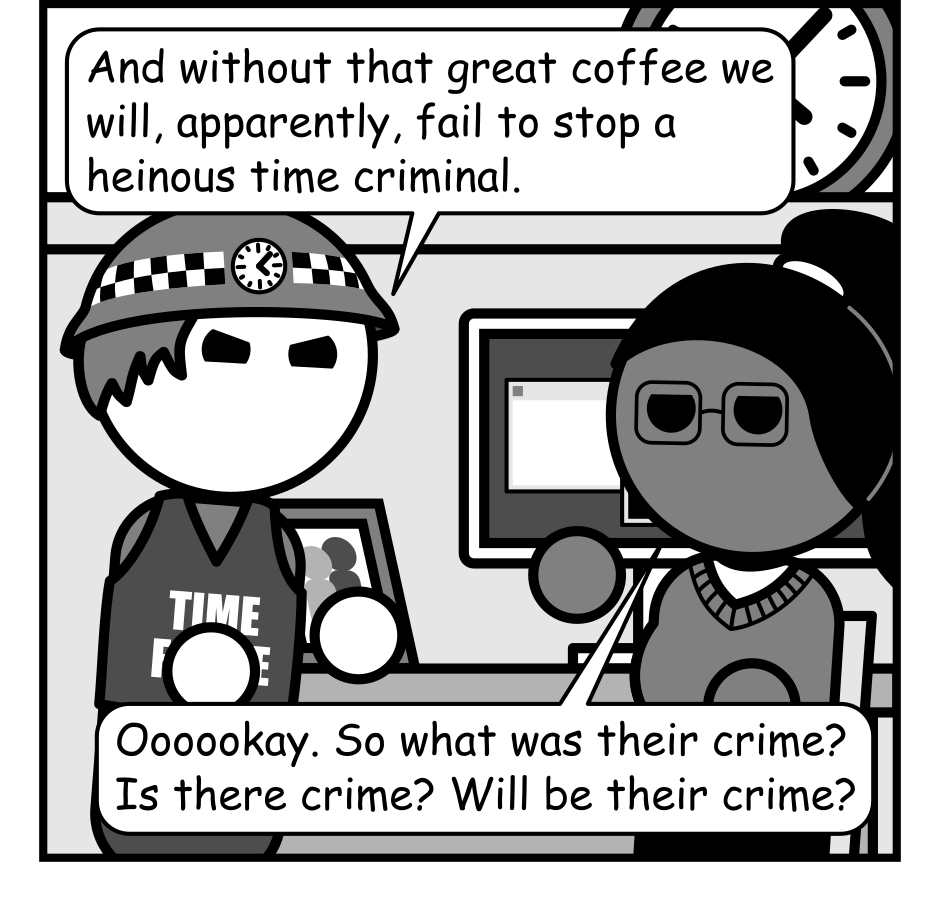 And without that great coffee we
will, apparently, fail to stop a
heinous time criminal.
TIME
Oooookay. So what was their crime?
Is there crime? Will be their crime?